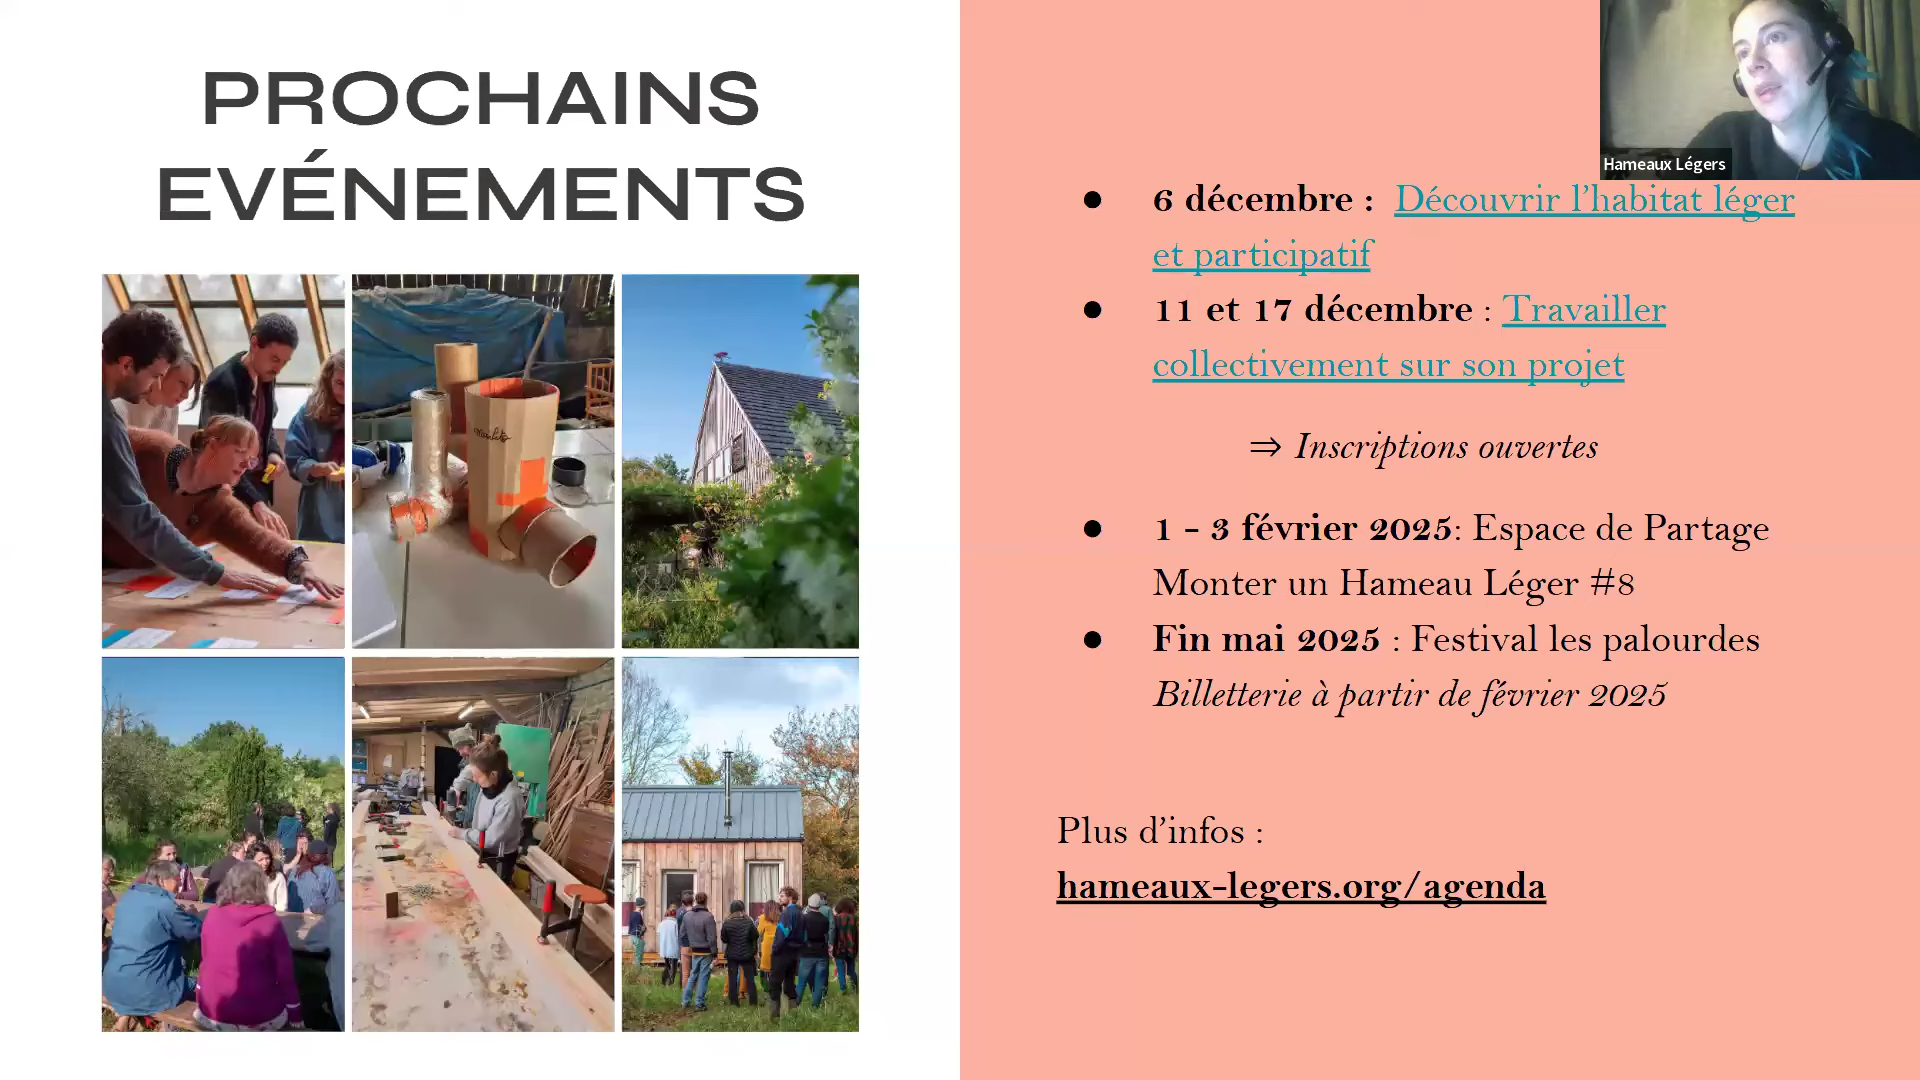 PROCHAINS
EVÉNEMENTS
Hameaux Légers
● 6 décembre : Découvrir l’habitat léger
et participatif
● 11 et 17 décembre : Travailler
collectivement sur son projet
⇒ Inscriptions ouvertes
● 1 - 3 février 2025: Espace de Partage
Monter un Hameau Léger #8
● Fin mai 2025 : Festival les palourdes
Billetterie à partir de février 2025
Plus d’infos :
hameaux-legers.org/agenda